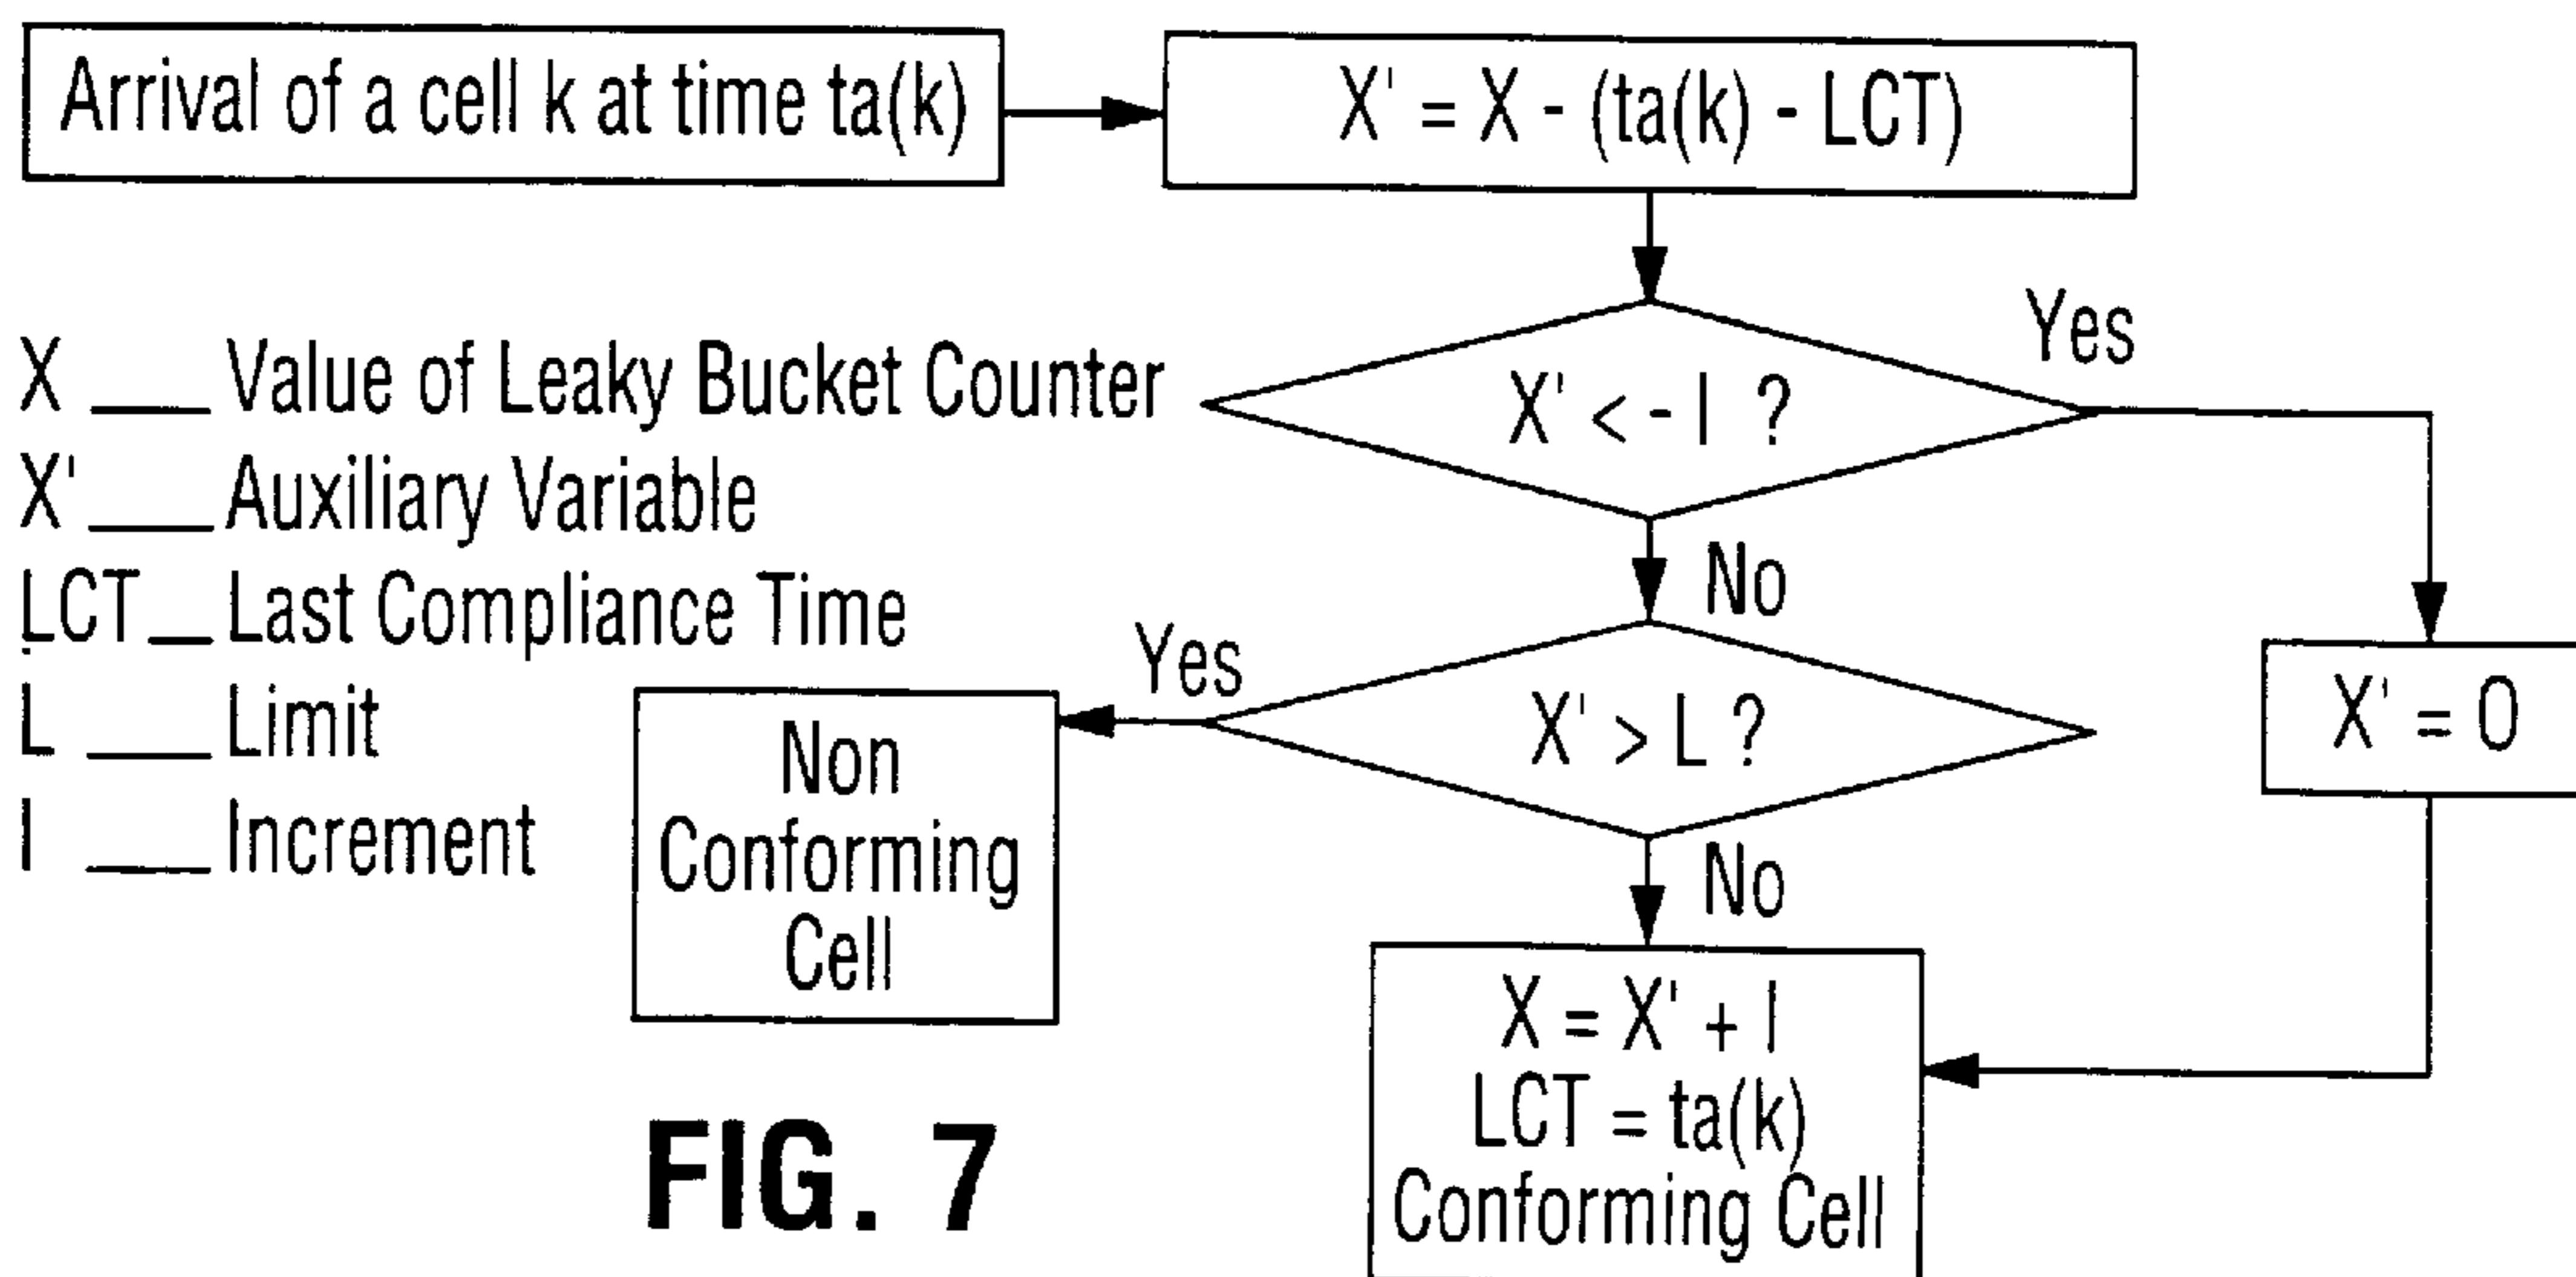 Arrival of a cell k at time ta(k)
X' = X - (ta(k) - LCT)
X ___ Value of Leaky Bucket Counter
X' ___ Auxiliary Variable
LCT __ Last Compliance Time
L ___ Limit
I ___ Increment
X' < - I ?
Yes
No
X' > L ?
Yes
Non
Conforming
Cell
No
X' = 0
X = X' + I
LCT = ta(k)
Conforming Cell
FIG. 7